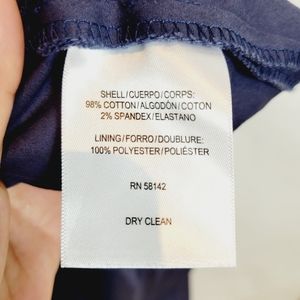 SHELL/CUERPO/CORPS:
98% COTTON/ALGODÓN/COTON
2% SPANDEX/ELASTANO
LINING/FORRO/DOUBLURE:
100% POLYESTER/POLIÉSTER
RN 58142
DRY CLEAN